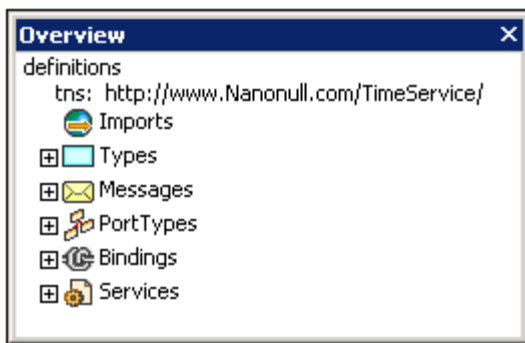 Overview
definitions
tns: http://www.Nanonull.com/TimeService/
Imports
Types
Messages
PortTypes
Bindings
Services